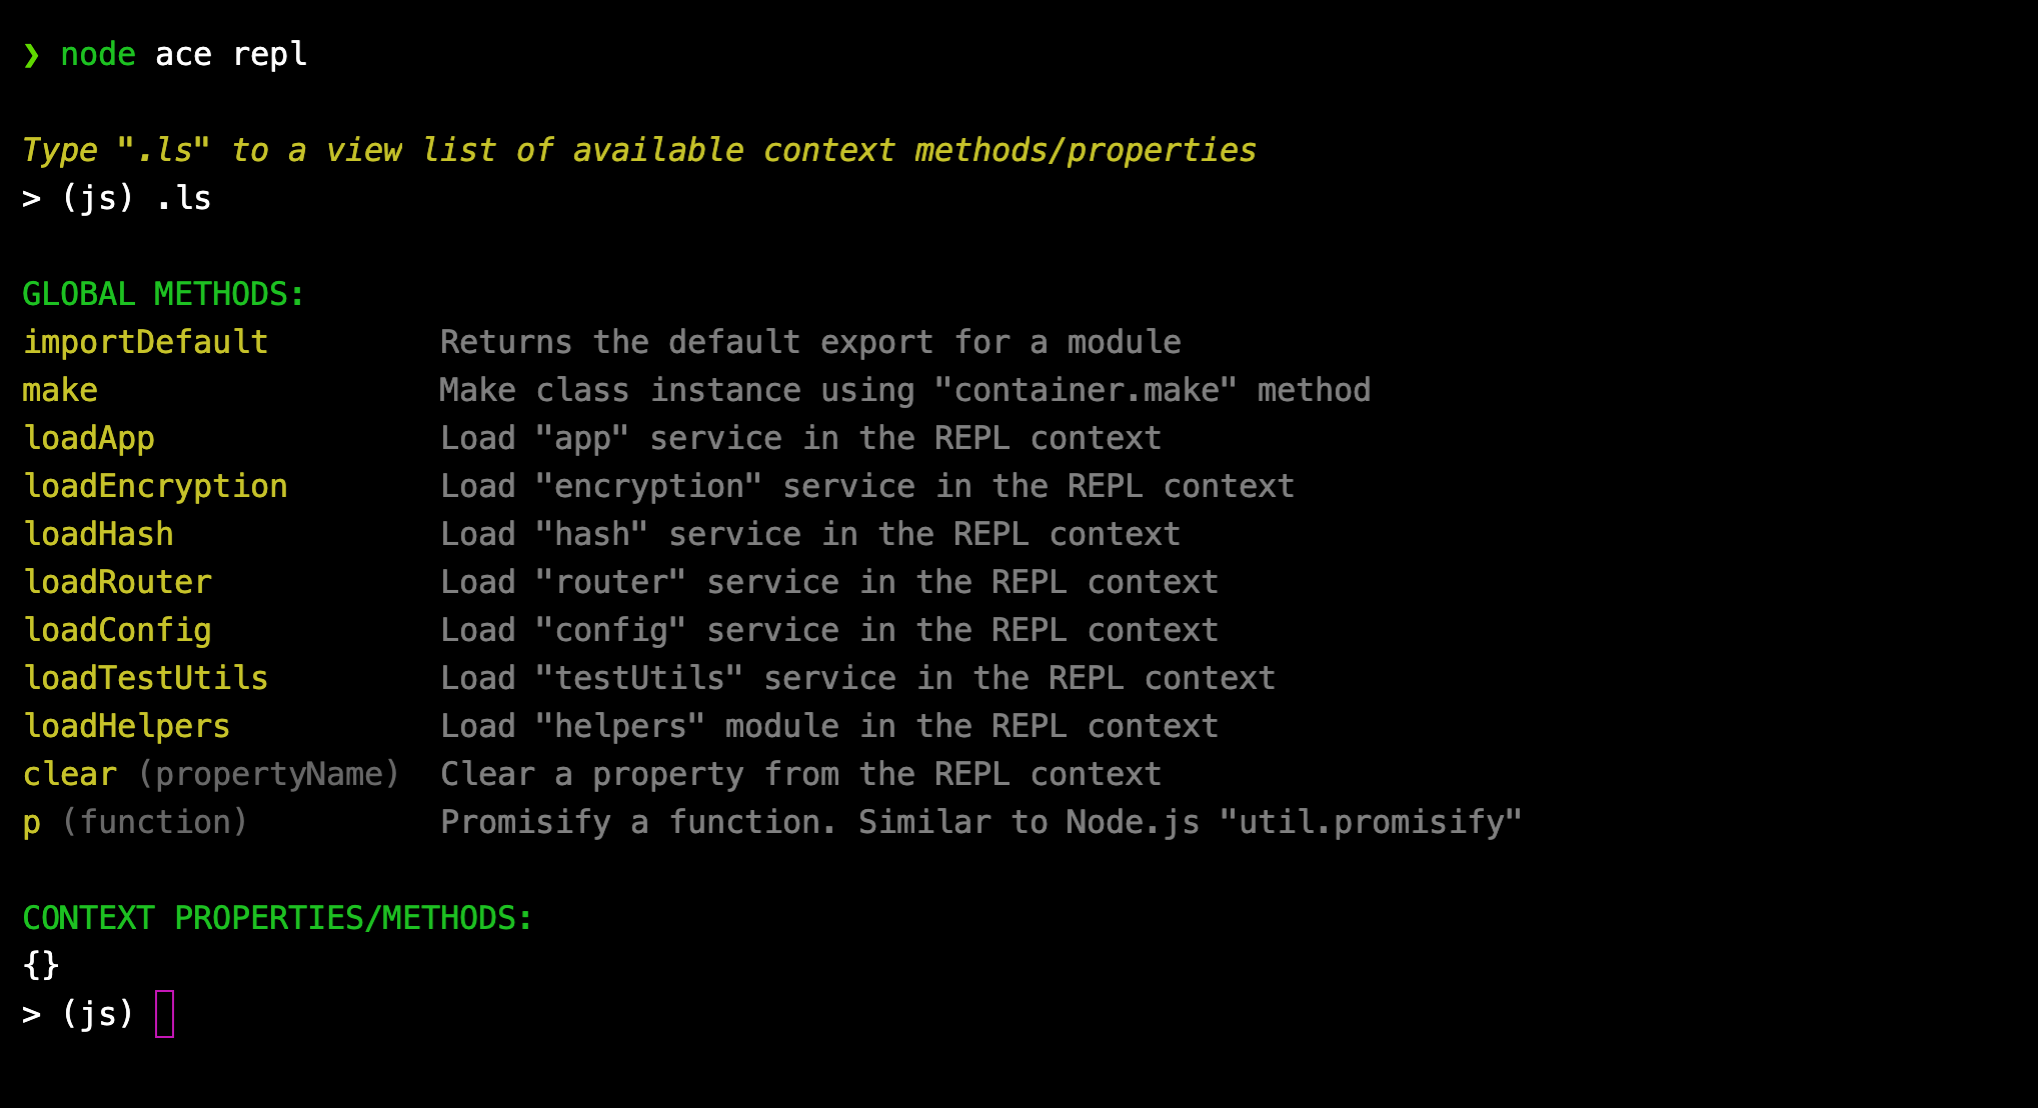 ❯ node ace repl
Type ".ls" to a view list of available context methods/properties
> (js) .ls
GLOBAL METHODS:
importDefault Returns the default export for a module
make Make class instance using "container.make" method
loadApp Load "app" service in the REPL context
loadEncryption Load "encryption" service in the REPL context
loadHash Load "hash" service in the REPL context
loadRouter Load "router" service in the REPL context
loadConfig Load "config" service in the REPL context
loadTestUtils Load "testUtils" service in the REPL context
loadHelpers Load "helpers" module in the REPL context
clear (propertyName) Clear a property from the REPL context
p (function) Promisify a function. Similar to Node.js "util.promisify"
CONTEXT PROPERTIES/METHODS:
{}
> (js)